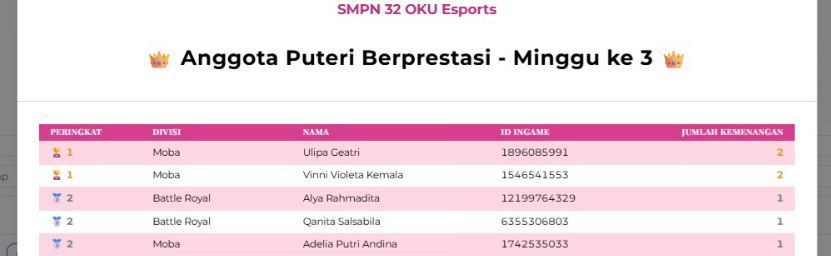 SMPN 32 OKU Esports
Anggota Puteri Berprestasi - Minggu ke 3
PERINGKAT DIVISI NAMA ID INGAME JUMLAH KEMENANGAN
1 Moba Ulipa Geatri 1896085991 2
1 Moba Vinni Violeta Kemala 1546541553 2
2 Battle Royal Alya Rahmadita 12199764329 1
2 Battle Royal Qanita Salsabila 6355306803 1
2 Moba Adelia Putri Andina 1742535033 1